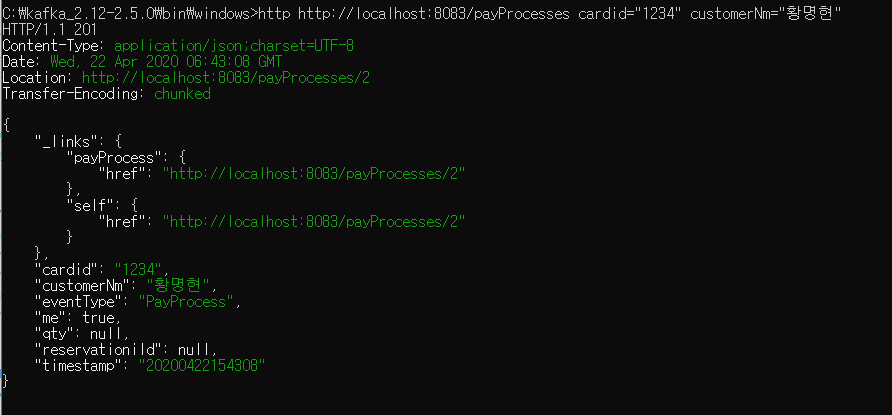 C:\kafka_2.12-2.5.0\bin\windows>http http://localhost:8083/payProcesses cardid="1234" customerNm="황명현"
HTTP/1.1 201
Content-Type: application/json;charset=UTF-8
Date: Wed, 22 Apr 2020 06:43:08 GMT
Location: http://localhost:8083/payProcesses/2
Transfer-Encoding: chunked
{
"_links": {
"payProcess": {
"href": "http://localhost:8083/payProcesses/2"
},
"self": {
"href": "http://localhost:8083/payProcesses/2"
}
},
"cardid": "1234",
"customerNm": "황명현",
"eventType": "PayProcess",
"me": true,
"qty": null,
"reservationiId": null,
"timestamp": "20200422154308"
}